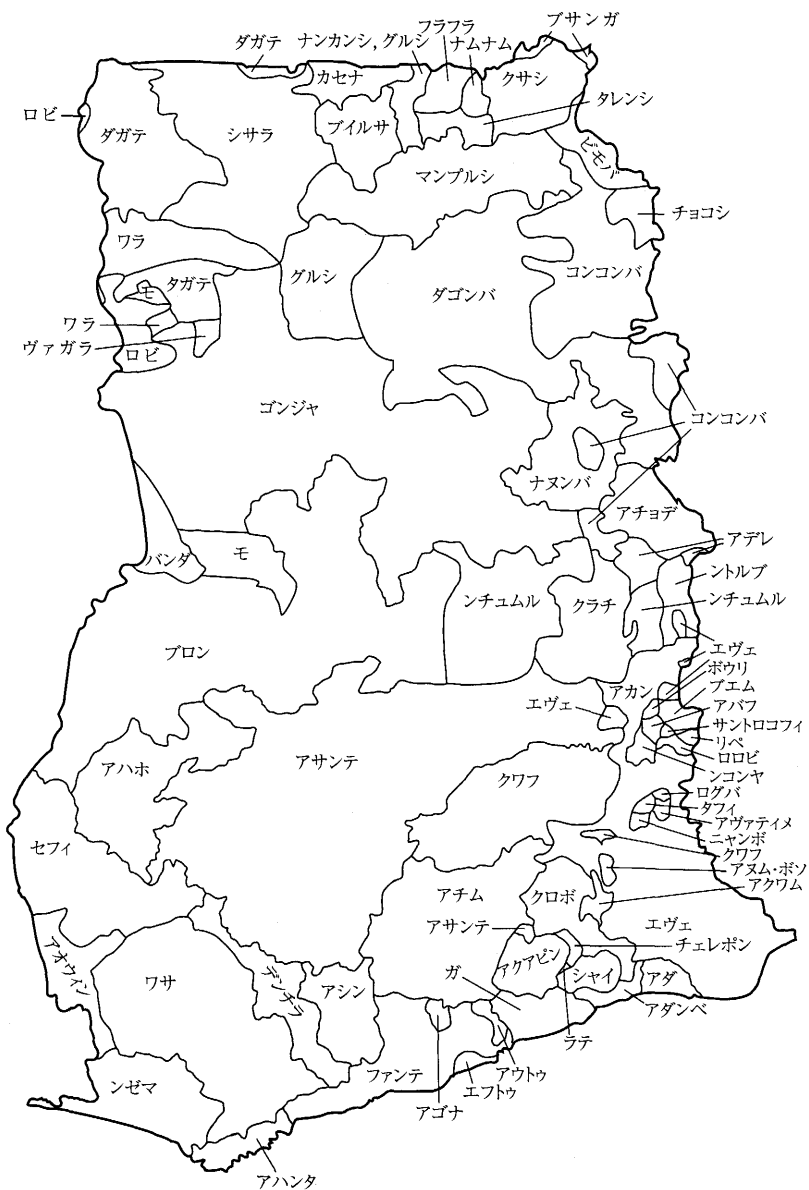 ブサンガ
フラフラ
ダガテ
ナンカンシ,グルシ
ナムナム
カセナ
クサシ
タレンシ
ロビ
ダガテ
シサラ
ブイルサ
ビモバ
マンプルシ
チョコシ
ワラ
グルシ
ダゴンバ
コンコンバ
タガテ
モ
ワラ
ヴァガラ
ロビ
ゴンジャ
コンコンバ
ナヌンバ
アチョデ
アデレ
バンダ
モ
ントルブ
ンチュムル
クラチ
ンチュムル
ブロン
エヴェ
ボウリ
アカン
ブエム
エヴェ
アバフ
サントロコフィ
リペ
ロロビ
ンコンヤ
アハホ
アサンテ
クワフ
ログバ
タフィ
アヴァティメ
ニャンボ
クワフ
セフィ
アヌム・ボソ
アチム
クロボ
アクワム
アサンテ
エヴェ
チェレポン
アオウィン
ワサ
デンチラ
アシン
アクアピン
シャイ
アダ
ガ
アダンベ
ラテ
ンゼマ
ファンテ
アウトゥ
エフトゥ
アゴナ
アハンタ